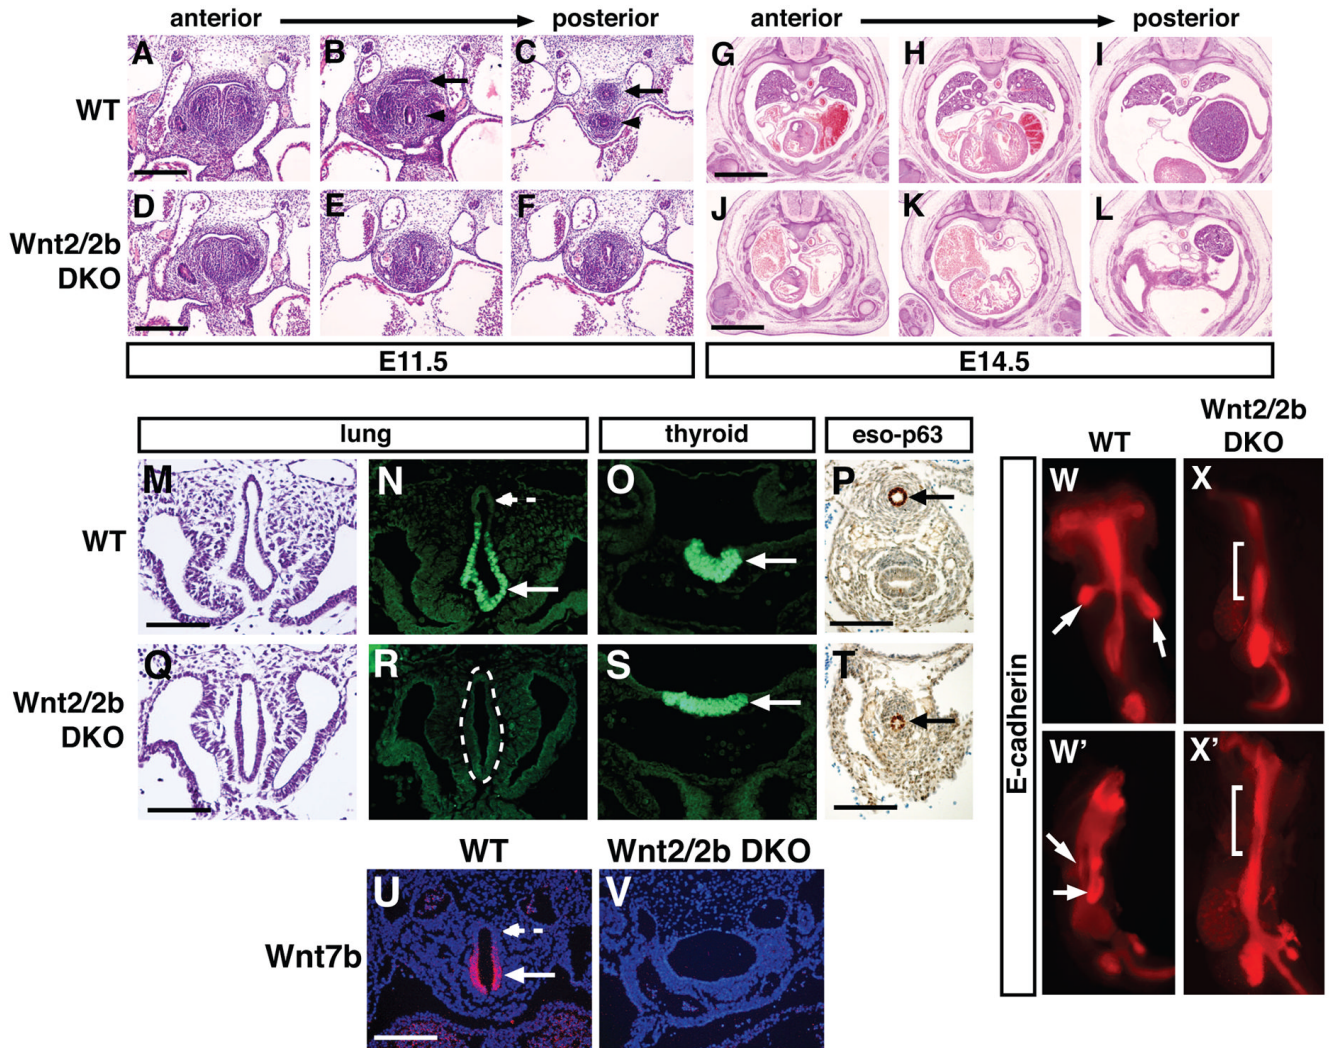 anterior posterior anterior posterior
A B C G H I
WT
D E F J K L
Wnt2/2b
DKO
E11.5 E14.5
lung thyroid eso-p63
M N O P
WT
Q R S T
Wnt2/2b
DKO
WT Wnt2/2b DKO
U V
Wnt7b
Wnt2/2b
WT DKO
W X
E-cadherin
W' X'